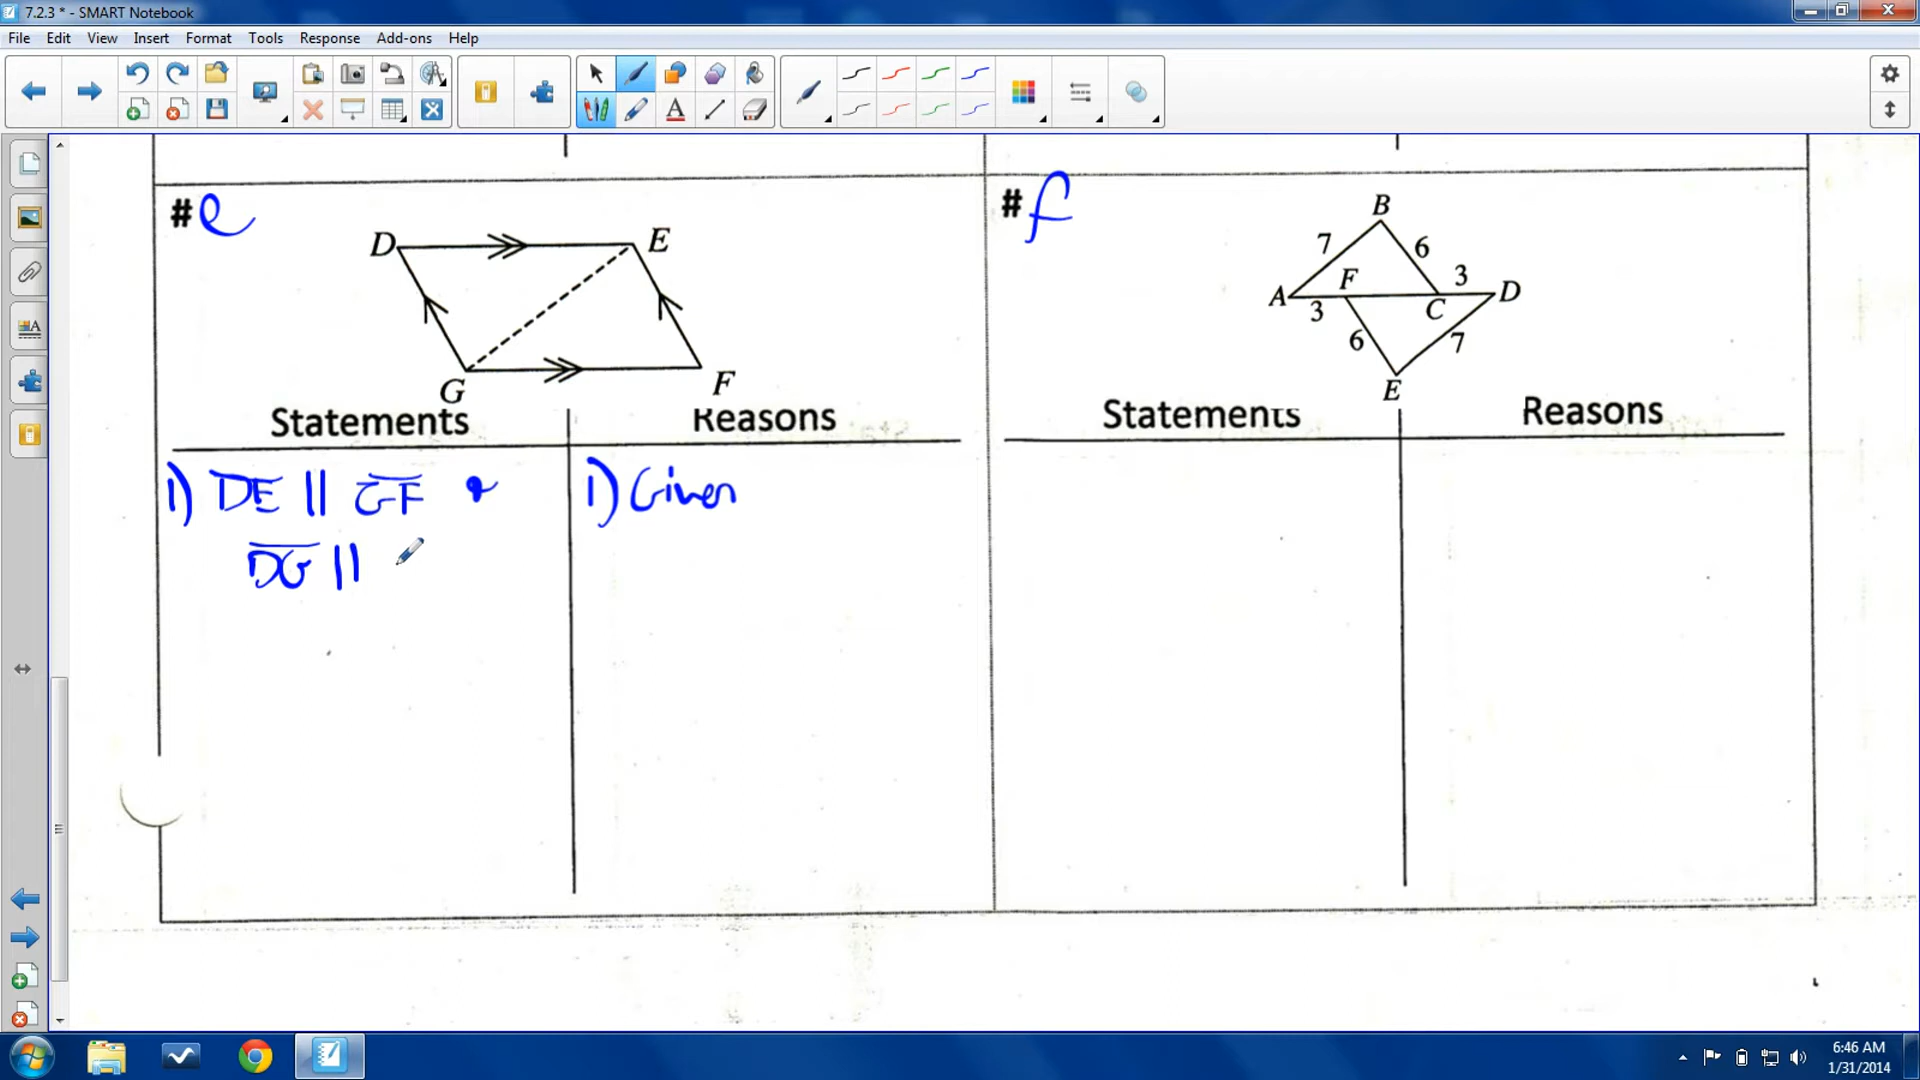 7.2.3 * - SMART Notebook
File Edit View Insert Format Tools Response Add-ons Help
#e
D
E
G
F
Statements
Reasons
1) DE || GF &
DG ||
1) Given
#f
B
7
6
F
3
A
D
3
C
6
7
E
Statements
Reasons
6:46 AM
1/31/2014